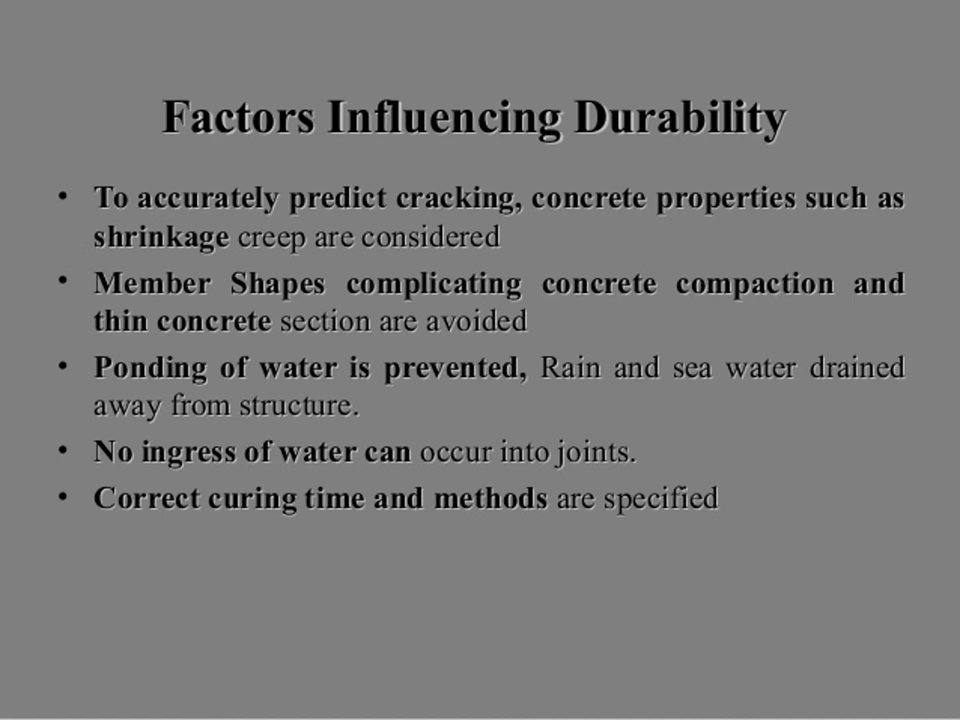 Factors Influencing Durability
• To accurately predict cracking, concrete properties such as
shrinkage creep are considered
• Member Shapes complicating concrete compaction and
thin concrete section are avoided
• Ponding of water is prevented, Rain and sea water drained
away from structure.
• No ingress of water can occur into joints.
• Correct curing time and methods are specified